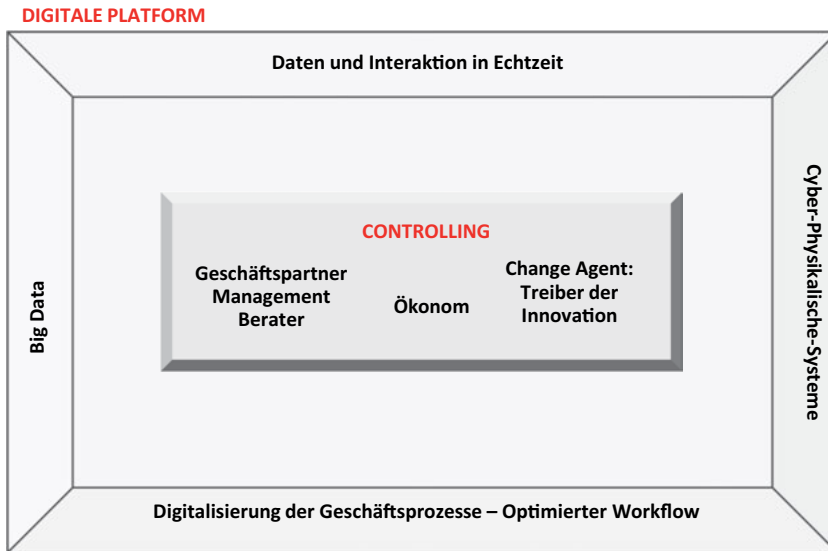 DIGITALE PLATFORM
Daten und Interaktion in Echtzeit
Big Data
CONTROLLING
Geschäftspartner
Management
Berater
Ökonom
Change Agent:
Treiber der
Innovation
Cyber-Physikalische-Systeme
Digitalisierung der Geschäftsprozesse – Optimierter Workflow